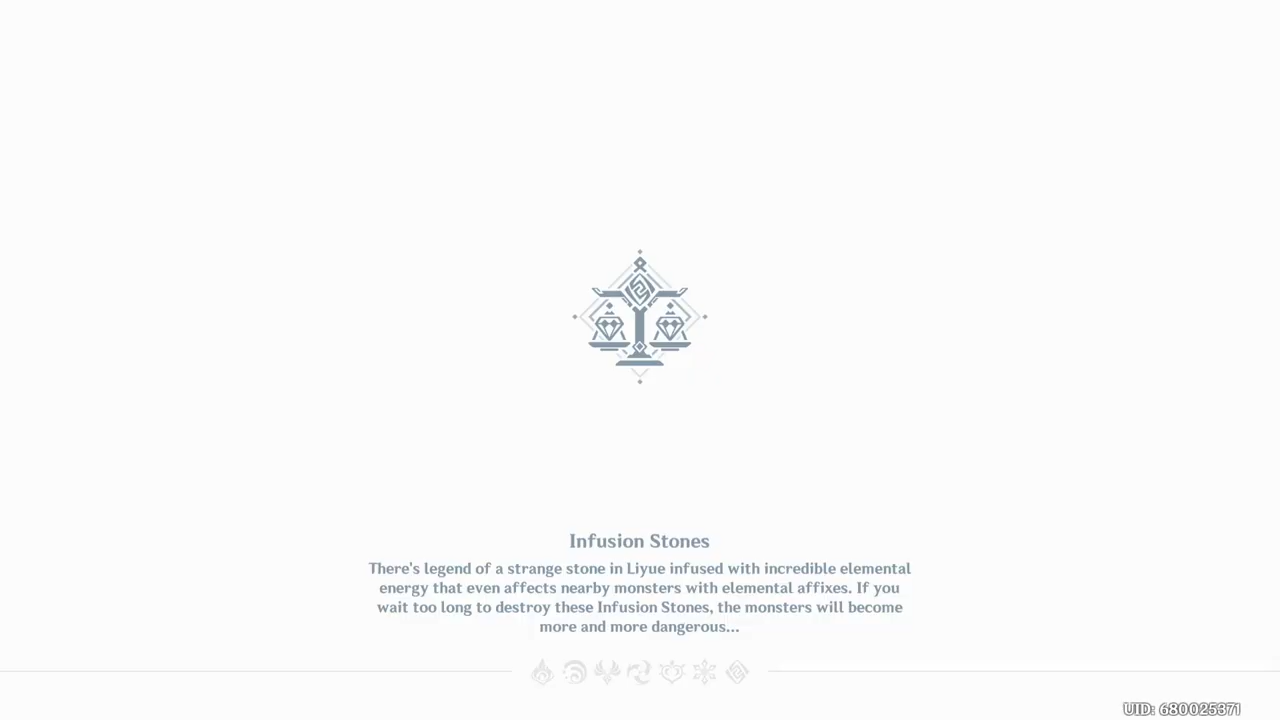 Infusion Stones
There's legend of a strange stone in Liyue infused with incredible elemental
energy that even affects nearby monsters with elemental affixes. If you
wait too long to destroy these Infusion Stones, the monsters will become
more and more dangerous...
UID: 680025371